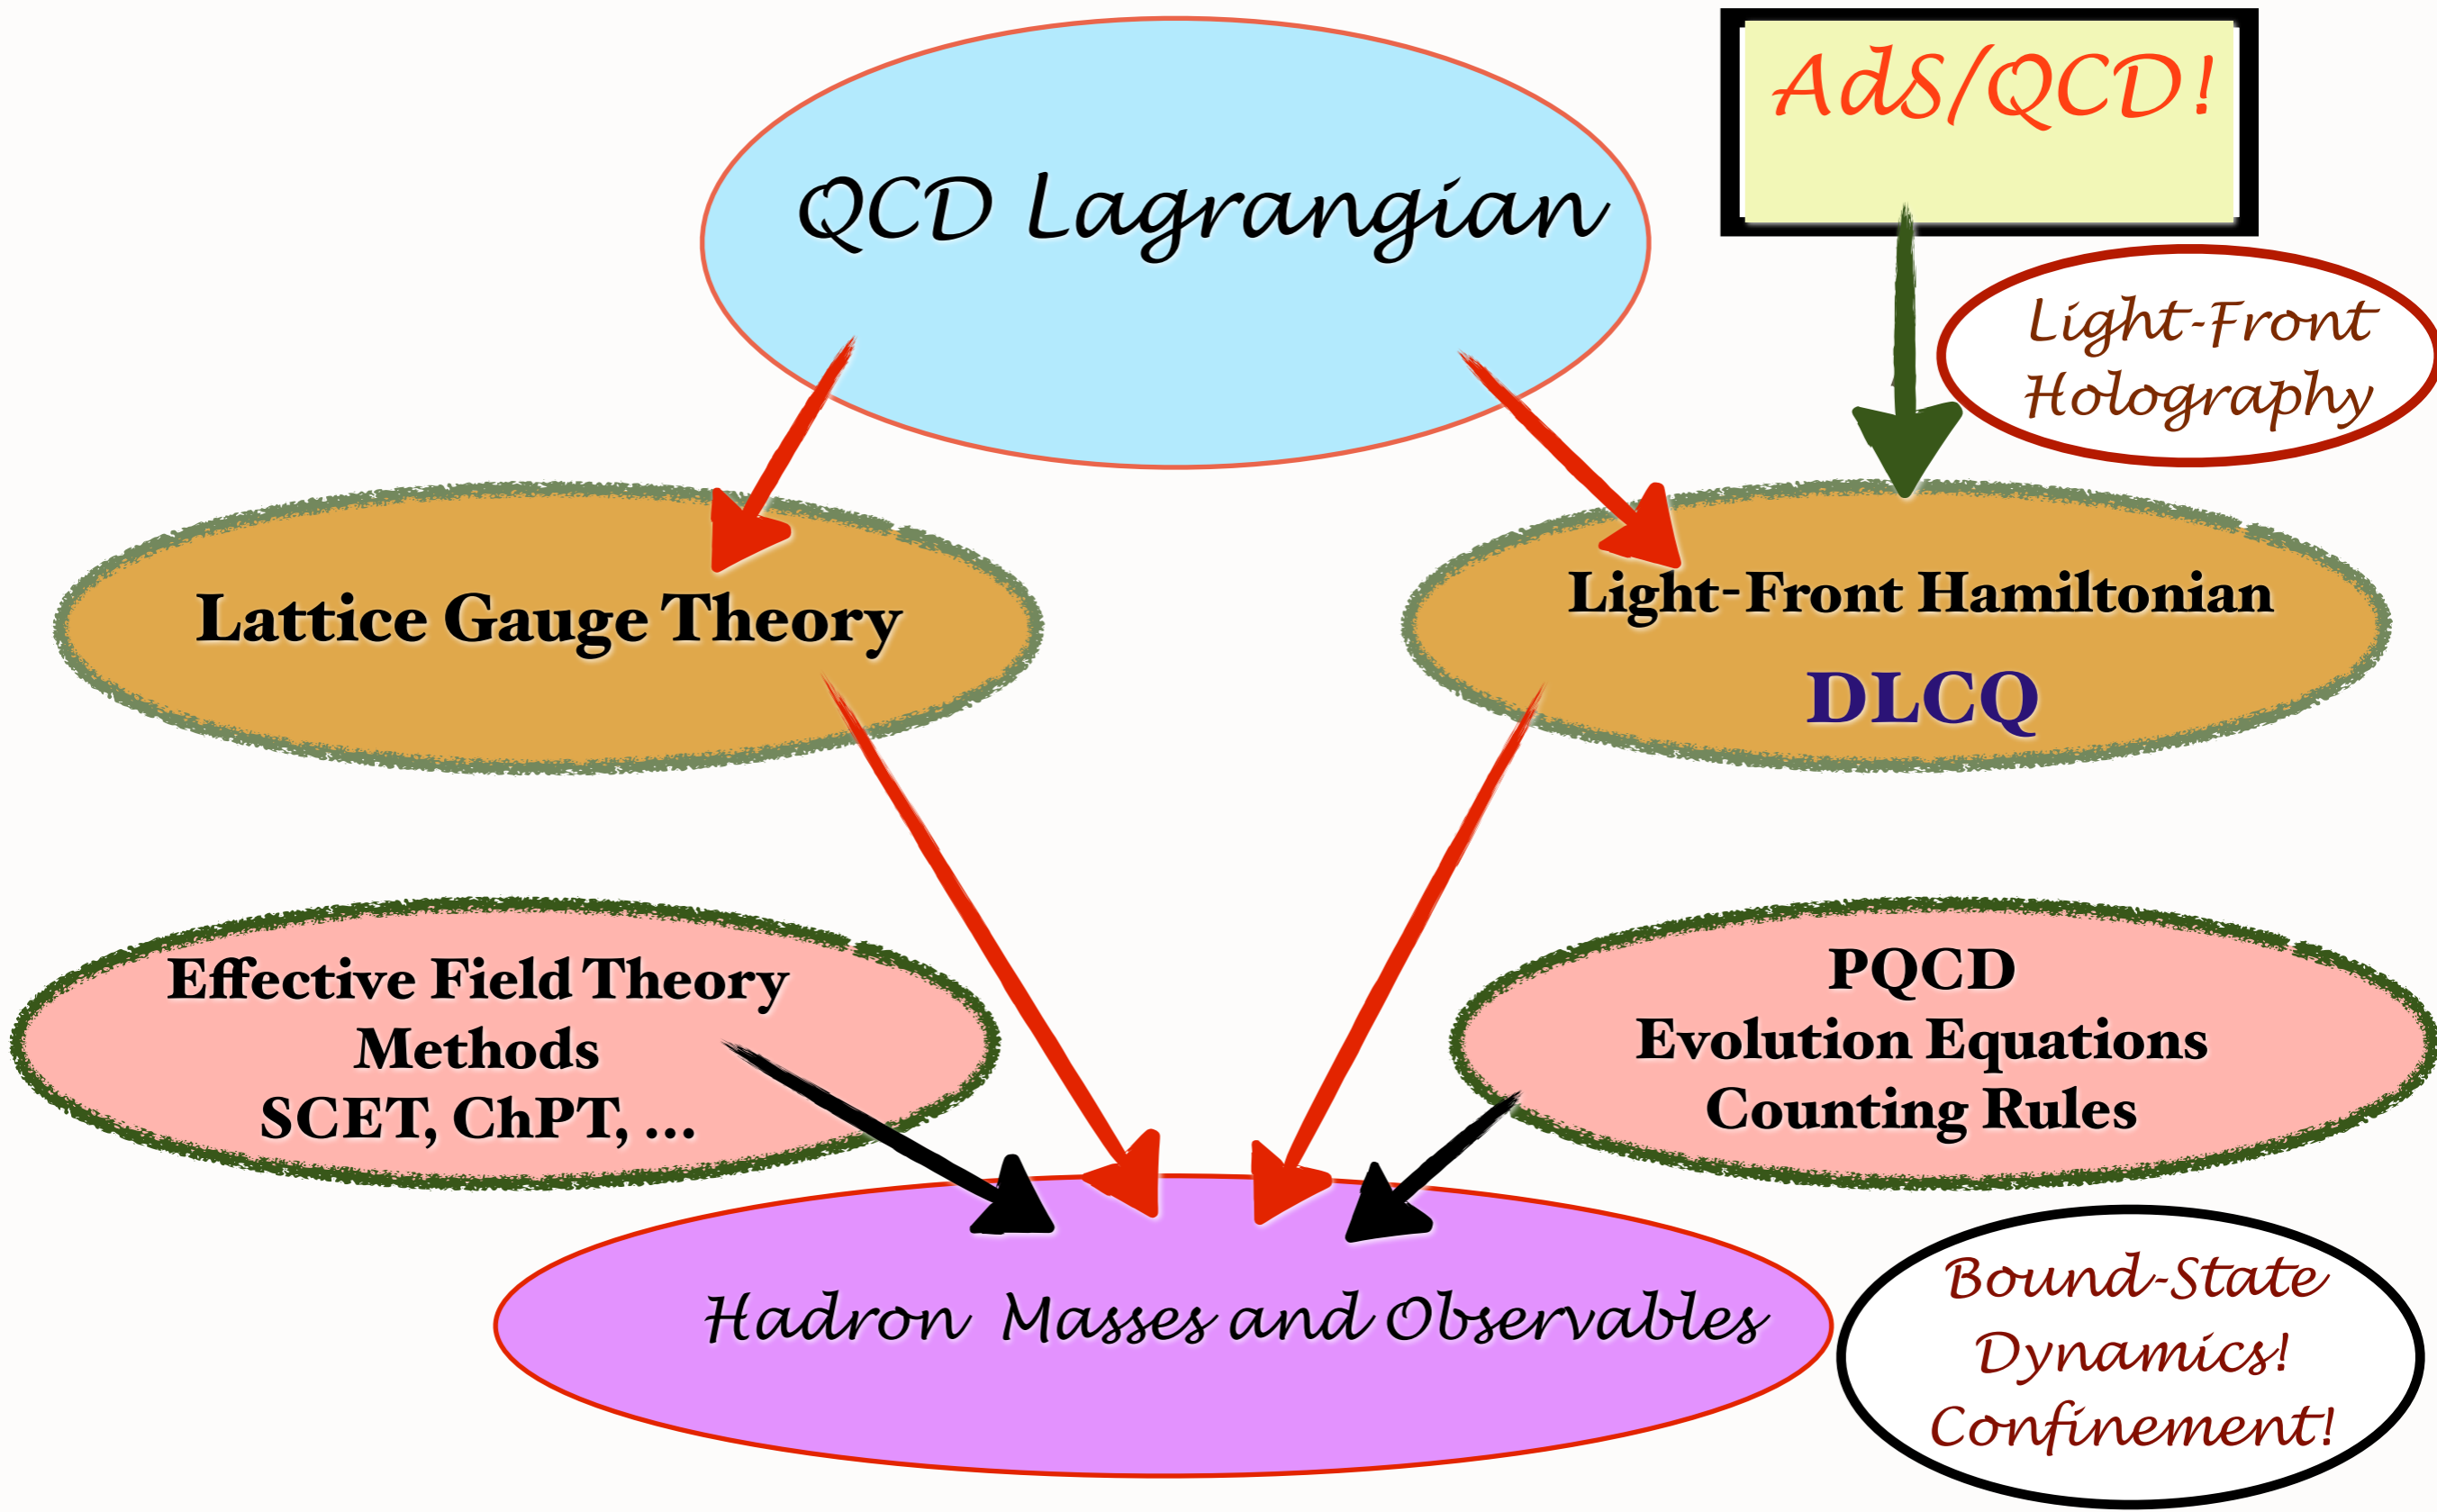 AdS/QCD!
QCD Lagrangian
Light-Front
Holography
Lattice Gauge Theory
Light-Front Hamiltonian
DLCQ
Effective Field Theory
Methods
SCET, ChPT, ...
PQCD
Evolution Equations
Counting Rules
Hadron Masses and Observables
Bound-State
Dynamics!
Confinement!